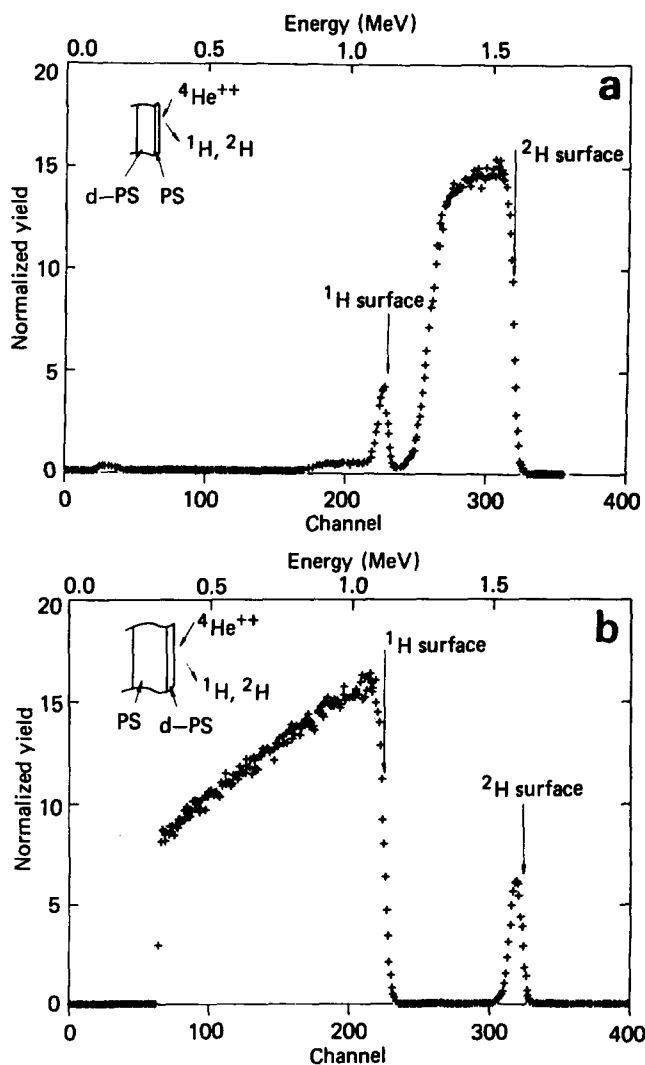 Energy (MeV)
0.0 0.5 1.0 1.5
20
15
10
5
0
Normalized yield
a
⁴He⁺⁺
¹H, ²H
d–PS PS
²H surface
¹H surface
0 100 200 300 400
Channel
Energy (MeV)
0.0 0.5 1.0 1.5
20
15
10
5
0
Normalized yield
b
⁴He⁺⁺
¹H, ²H
PS d–PS
¹H surface
²H surface
0 100 200 300 400
Channel